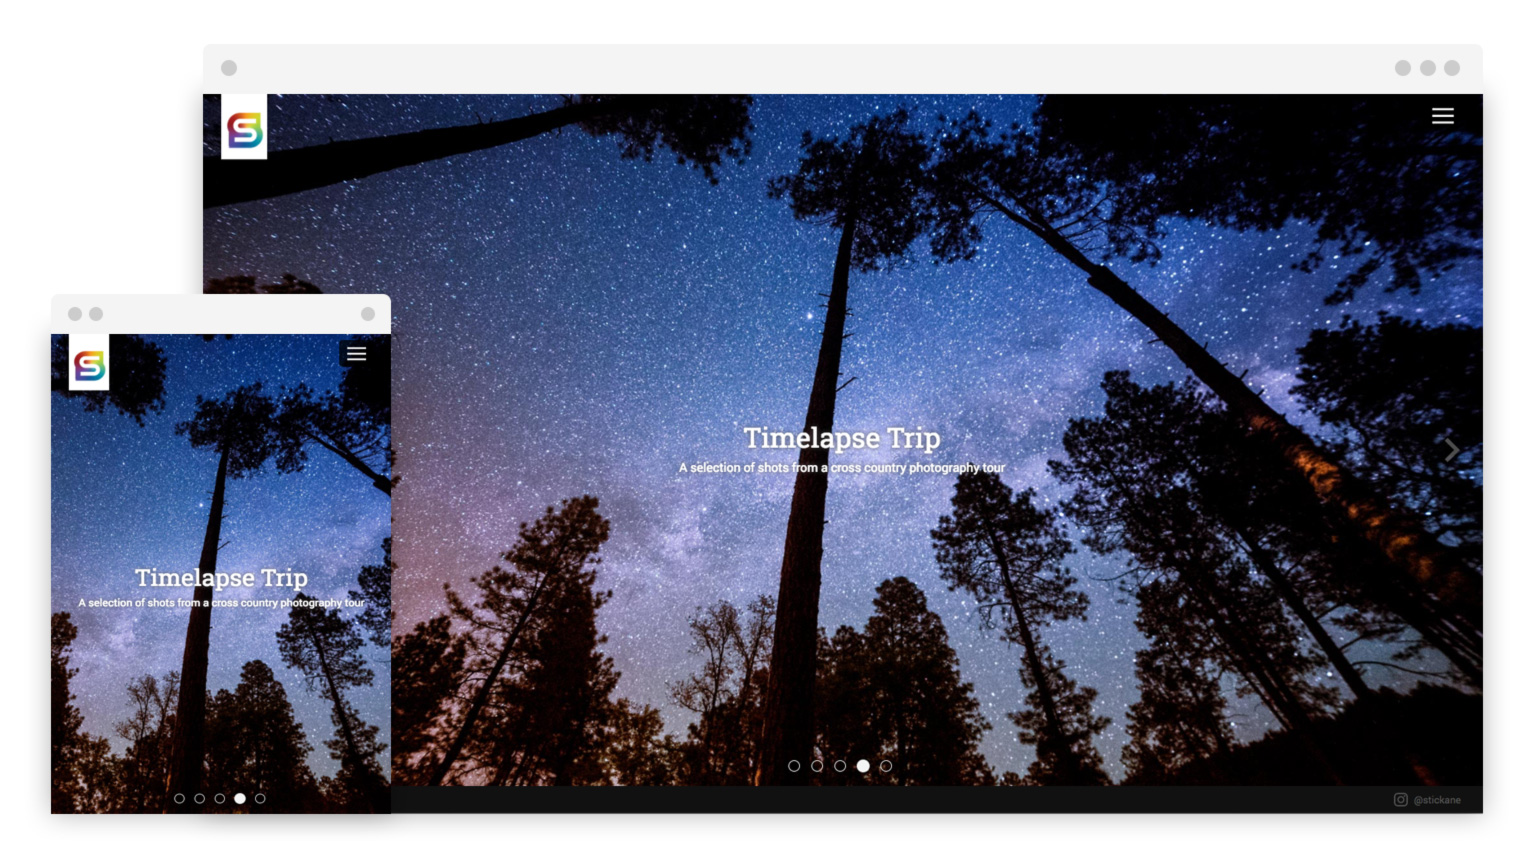 S
Timelapse Trip
A selection of shots from a cross country photography tour
@stickane
S
Timelapse Trip
A selection of shots from a cross country photography tour